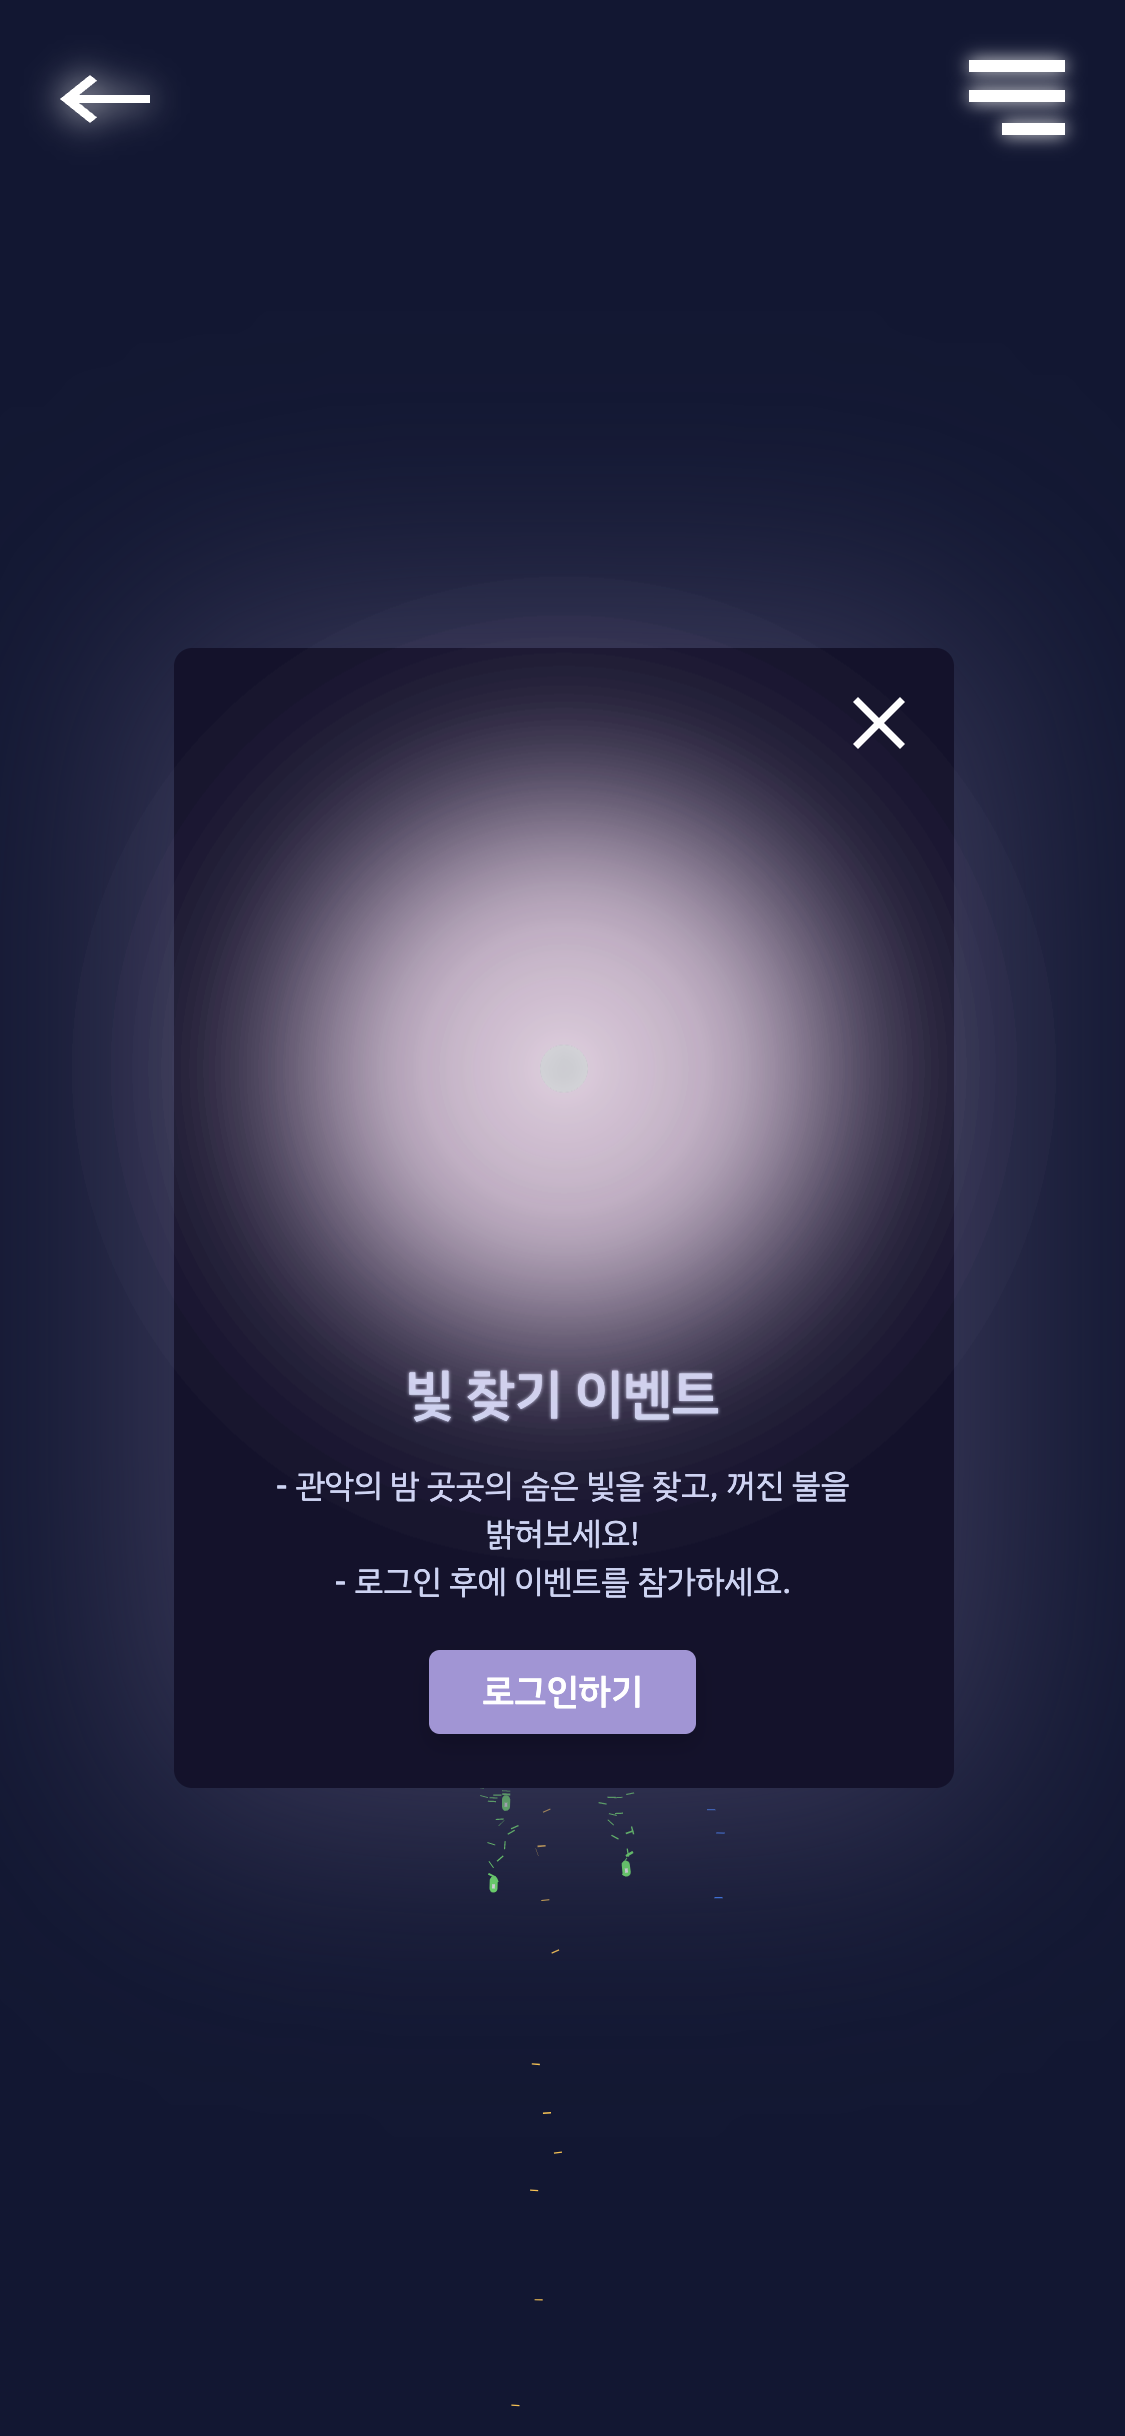 빛 찾기 이벤트
- 관악의 밤 곳곳의 숨은 빛을 찾고, 꺼진 불을
밝혀보세요!
- 로그인 후에 이벤트를 참가하세요.
로그인하기